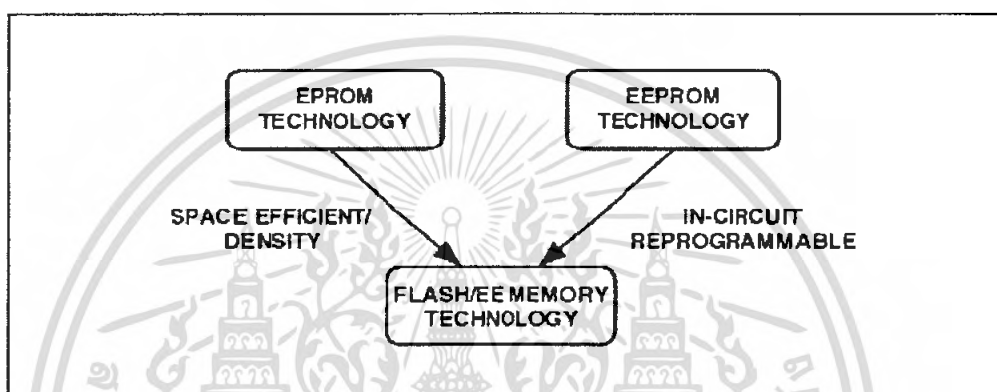 EPROM
TECHNOLOGY
EEPROM
TECHNOLOGY
SPACE EFFICIENT/
DENSITY
IN-CIRCUIT
REPROGRAMMABLE
FLASH/EE MEMORY
TECHNOLOGY